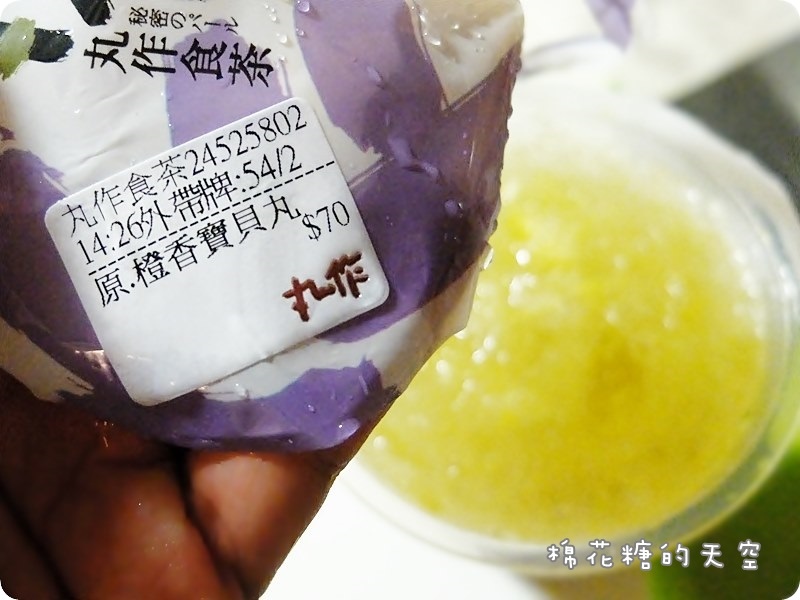 秘密のパール
丸作食茶
丸作食茶24525802
14:26外帶牌:54/2
原.橙香寶貝丸
$70
丸作
棉花糖的天空